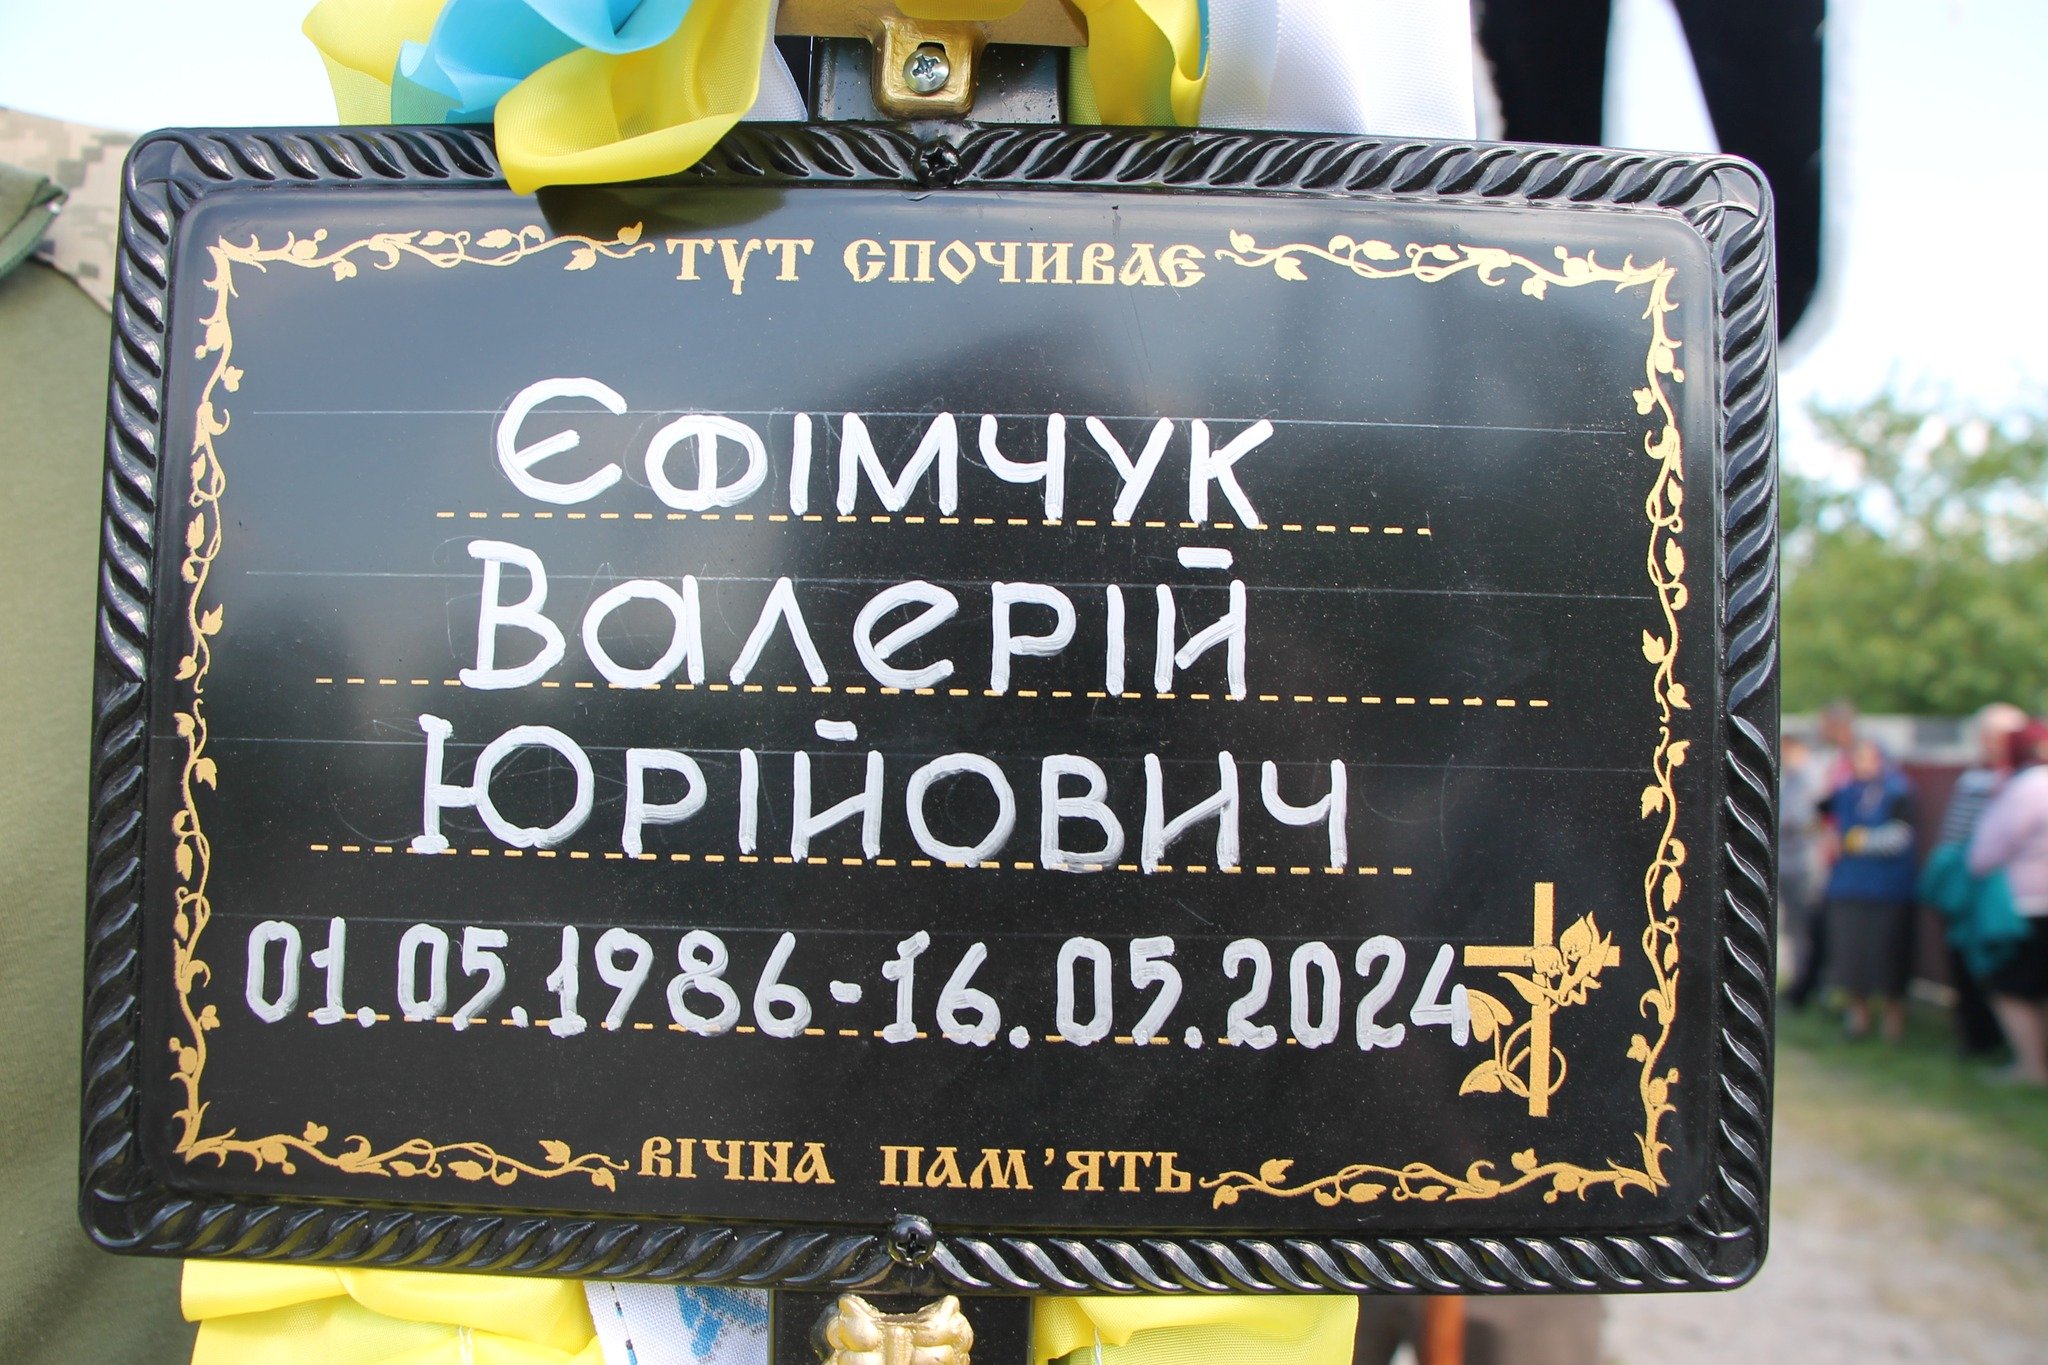 ТУТ СПОЧИВАЄ
ЄФІМЧУК
Валерій
Юрійович
01.05.1986-16.05.2024
ВІЧНА ПАМ'ЯТЬ